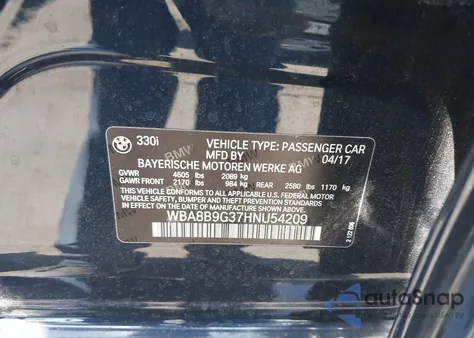 330i VEHICLE TYPE: PASSENGER CAR
MFD BY 04/17
BAYERISCHE MOTOREN WERKE AG
GVWR 4605 lbs 2089 kg
GAWR FRONT 2170 lbs 984 kg REAR 2580 lbs 1170 kg
THIS VEHICLE CONFORMS TO ALL APPLICABLE U.S. FEDERAL MOTOR
VEHICLE SAFETY, BUMPER AND THEFT PREVENTION STANDARDS
IN EFFECT ON THE DATE OF MANUFACTURE SHOWN ABOVE.
WBA8B9G37HNU54209
autoSnap